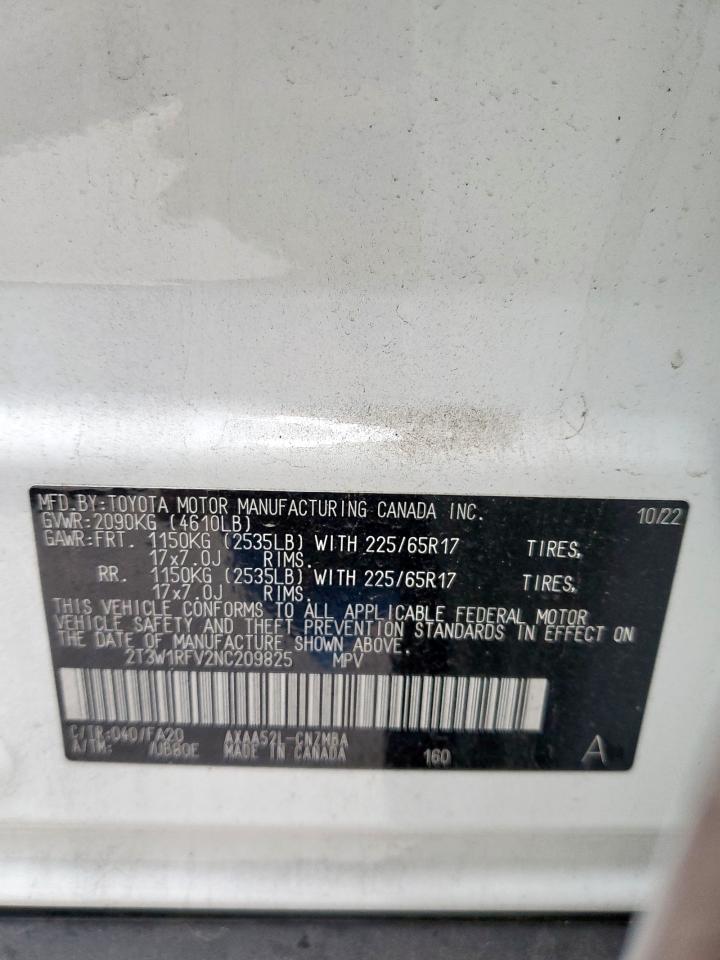 MFD.BY:TOYOTA MOTOR MANUFACTURING CANADA INC. 10/22
GVWR:2090KG (4610LB)
GAWR:FRT. 1150KG (2535LB) WITH 225/65R17 TIRES,
17x7.0J RIMS.
RR. 1150KG (2535LB) WITH 225/65R17 TIRES,
17x7.0J RIMS.
THIS VEHICLE CONFORMS TO ALL APPLICABLE FEDERAL MOTOR
VEHICLE SAFETY AND THEFT PREVENTION STANDARDS IN EFFECT ON
THE DATE OF MANUFACTURE SHOWN ABOVE.
2T3W1RFV2NC209825 MPV
C/TR:040/FA20 AXAA52L-CNZMBA
A/TM: /UB80E MADE IN CANADA 160 A